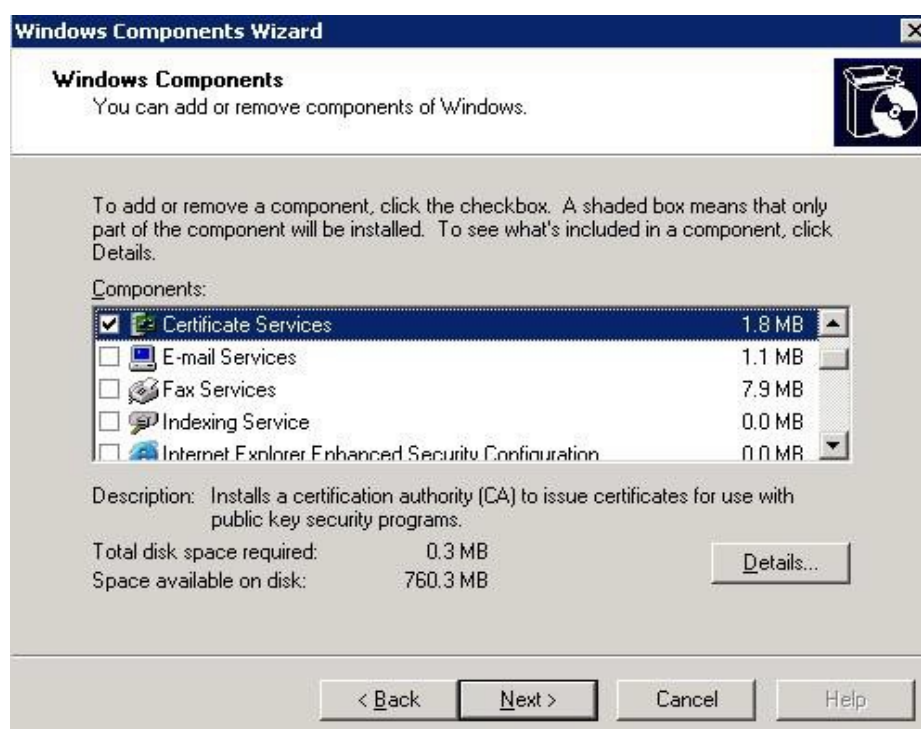 Windows Components Wizard
Windows Components
You can add or remove components of Windows.
To add or remove a component, click the checkbox. A shaded box means that only
part of the component will be installed. To see what's included in a component, click
Details.
Components:
Certificate Services 1.8 MB
E-mail Services 1.1 MB
Fax Services 7.9 MB
Indexing Service 0.0 MB
Internet Explorer Enhanced Security Configuration 0.0 MB
Description: Installs a certification authority (CA) to issue certificates for use with
public key security programs.
Total disk space required: 0.3 MB
Space available on disk: 760.3 MB
Details...
< Back Next > Cancel Help